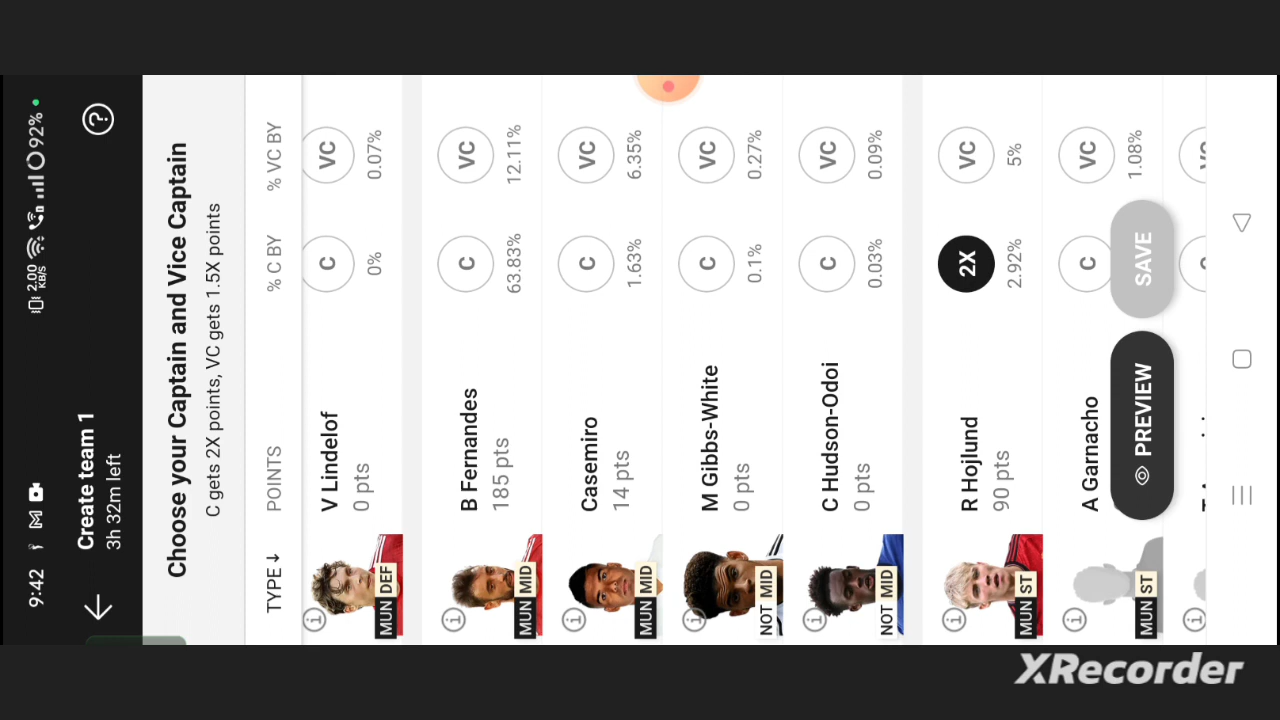 9:42
2.00
KB/S
92%
Create team 1
3h 32m left
?
Choose your Captain and Vice Captain
C gets 2X points, VC gets 1.5X points
TYPE ↓ POINTS % C BY % VC BY
MUN DEF V Lindelof 0 pts C 0% VC 0.07%
MUN MID B Fernandes 185 pts C 63.83% VC 12.11%
MUN MID Casemiro 14 pts C 1.63% VC 6.35%
NOT MID M Gibbs-White 0 pts C 0.1% VC 0.27%
NOT MID C Hudson-Odoi 0 pts C 0.03% VC 0.09%
MUN ST R Hojlund 90 pts 2X 2.92% VC 5%
MUN ST A Garnacho C VC 1.08%
PREVIEW SAVE
XRecorder